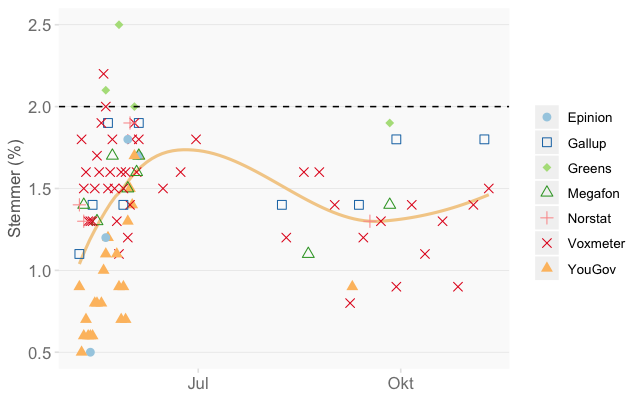 2.5
2.0
1.5
1.0
0.5
Stemmer (%)
Jul
Okt
Epinion
Gallup
Greens
Megafon
Norstat
Voxmeter
YouGov